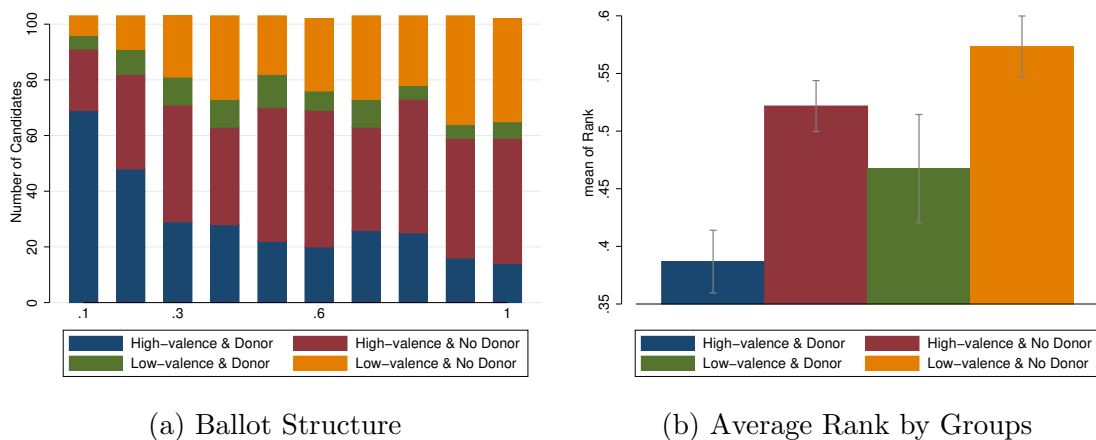 Number of Candidates
100
80
60
40
20
0
.1
.3
.6
1
High−valence & Donor
High−valence & No Donor
Low−valence & Donor
Low−valence & No Donor
(a) Ballot Structure
mean of Rank
.6
.55
.5
.45
.4
.35
High−valence & Donor
High−valence & No Donor
Low−valence & Donor
Low−valence & No Donor
(b) Average Rank by Groups